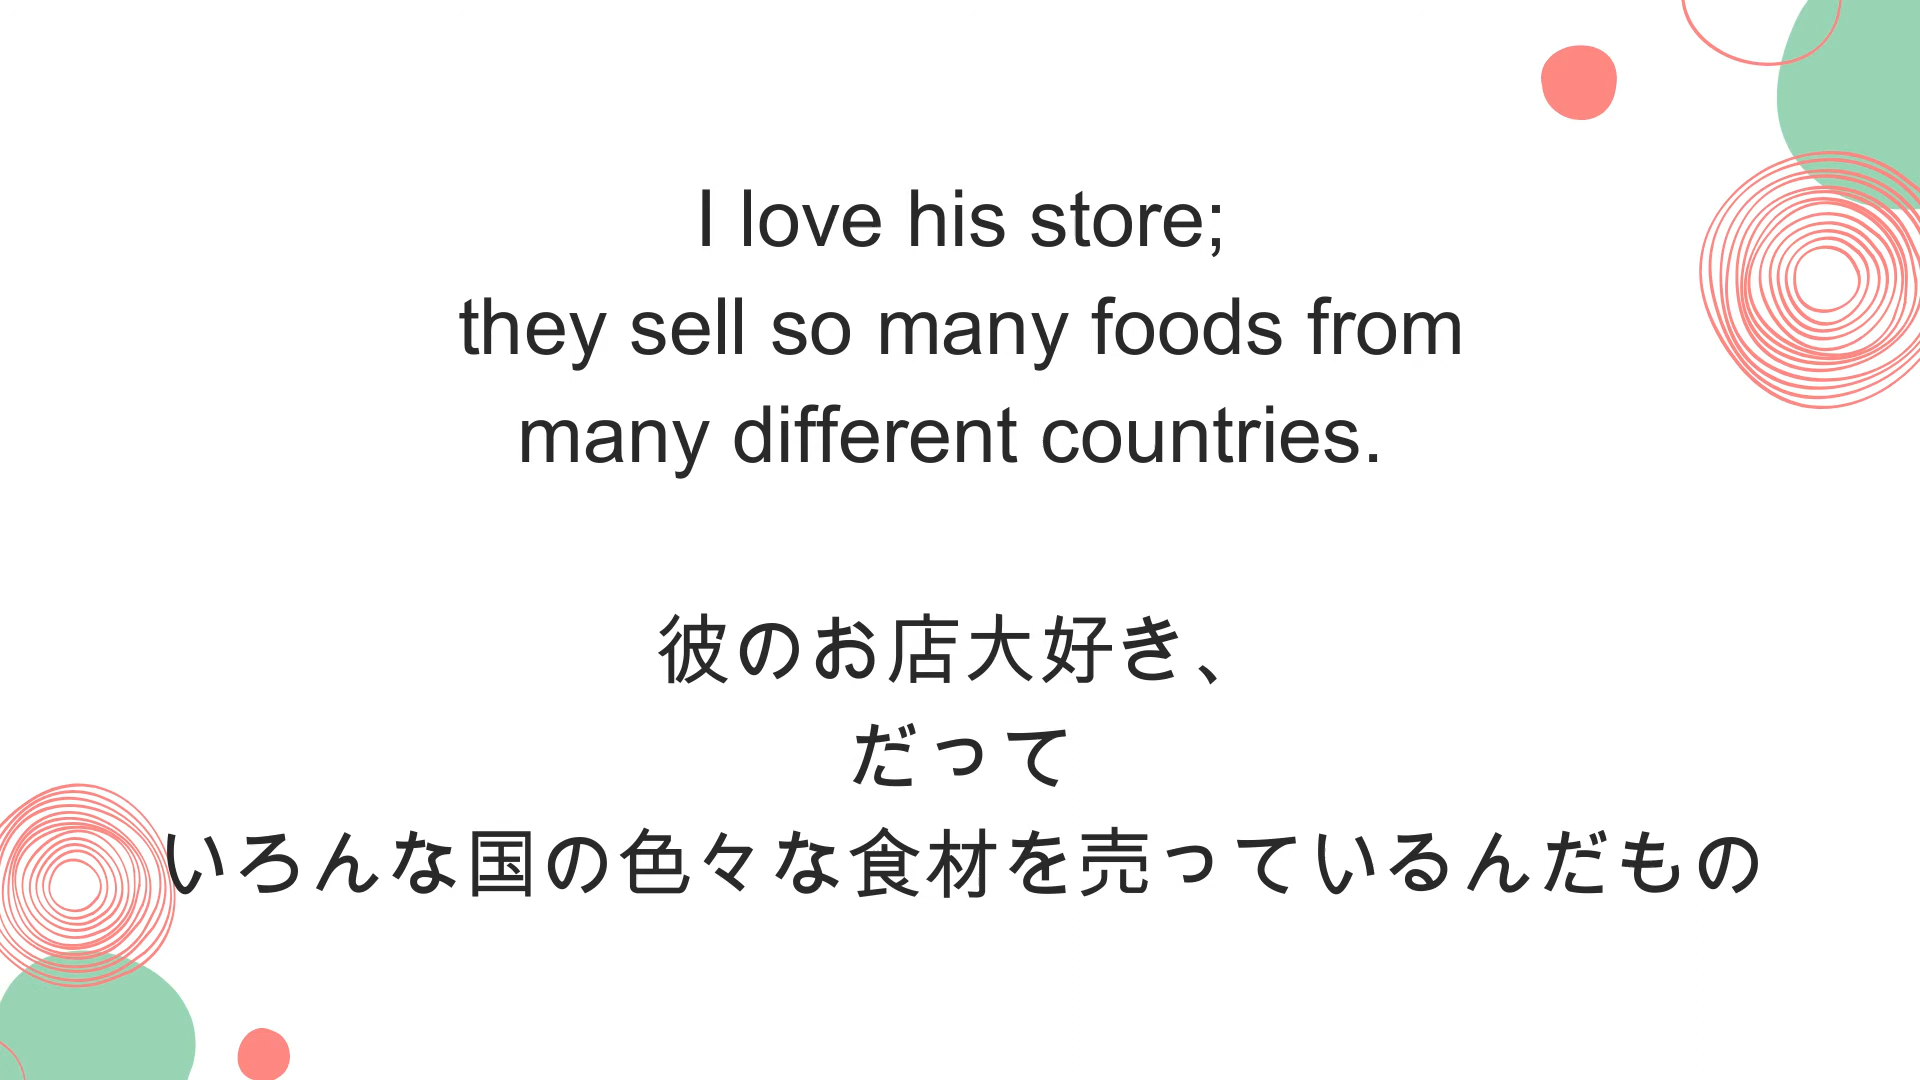 I love his store;
they sell so many foods from
many different countries.
彼のお店大好き、
だって
いろんな国の色々な食材を売っているんだもの